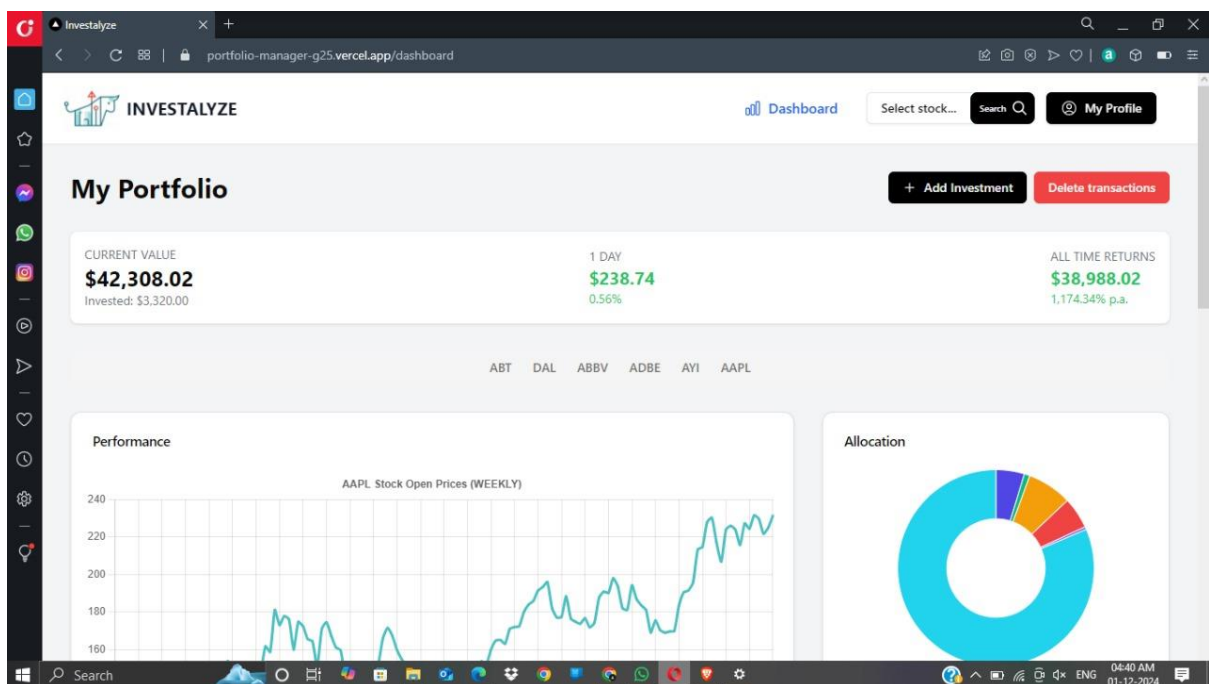 Investalyze
portfolio-manager-g25.vercel.app/dashboard
a
INVESTALYZE
Dashboard
Select stock...
Search
My Profile
My Portfolio
+ Add Investment
Delete transactions
CURRENT VALUE
$42,308.02
Invested: $3,320.00
1 DAY
$238.74
0.56%
ALL TIME RETURNS
$38,988.02
1,174.34% p.a.
ABT DAL ABBV ADBE AYI AAPL
Performance
AAPL Stock Open Prices (WEEKLY)
240
220
200
180
160
Allocation
Search
ENG
04:40 AM
01-12-2024